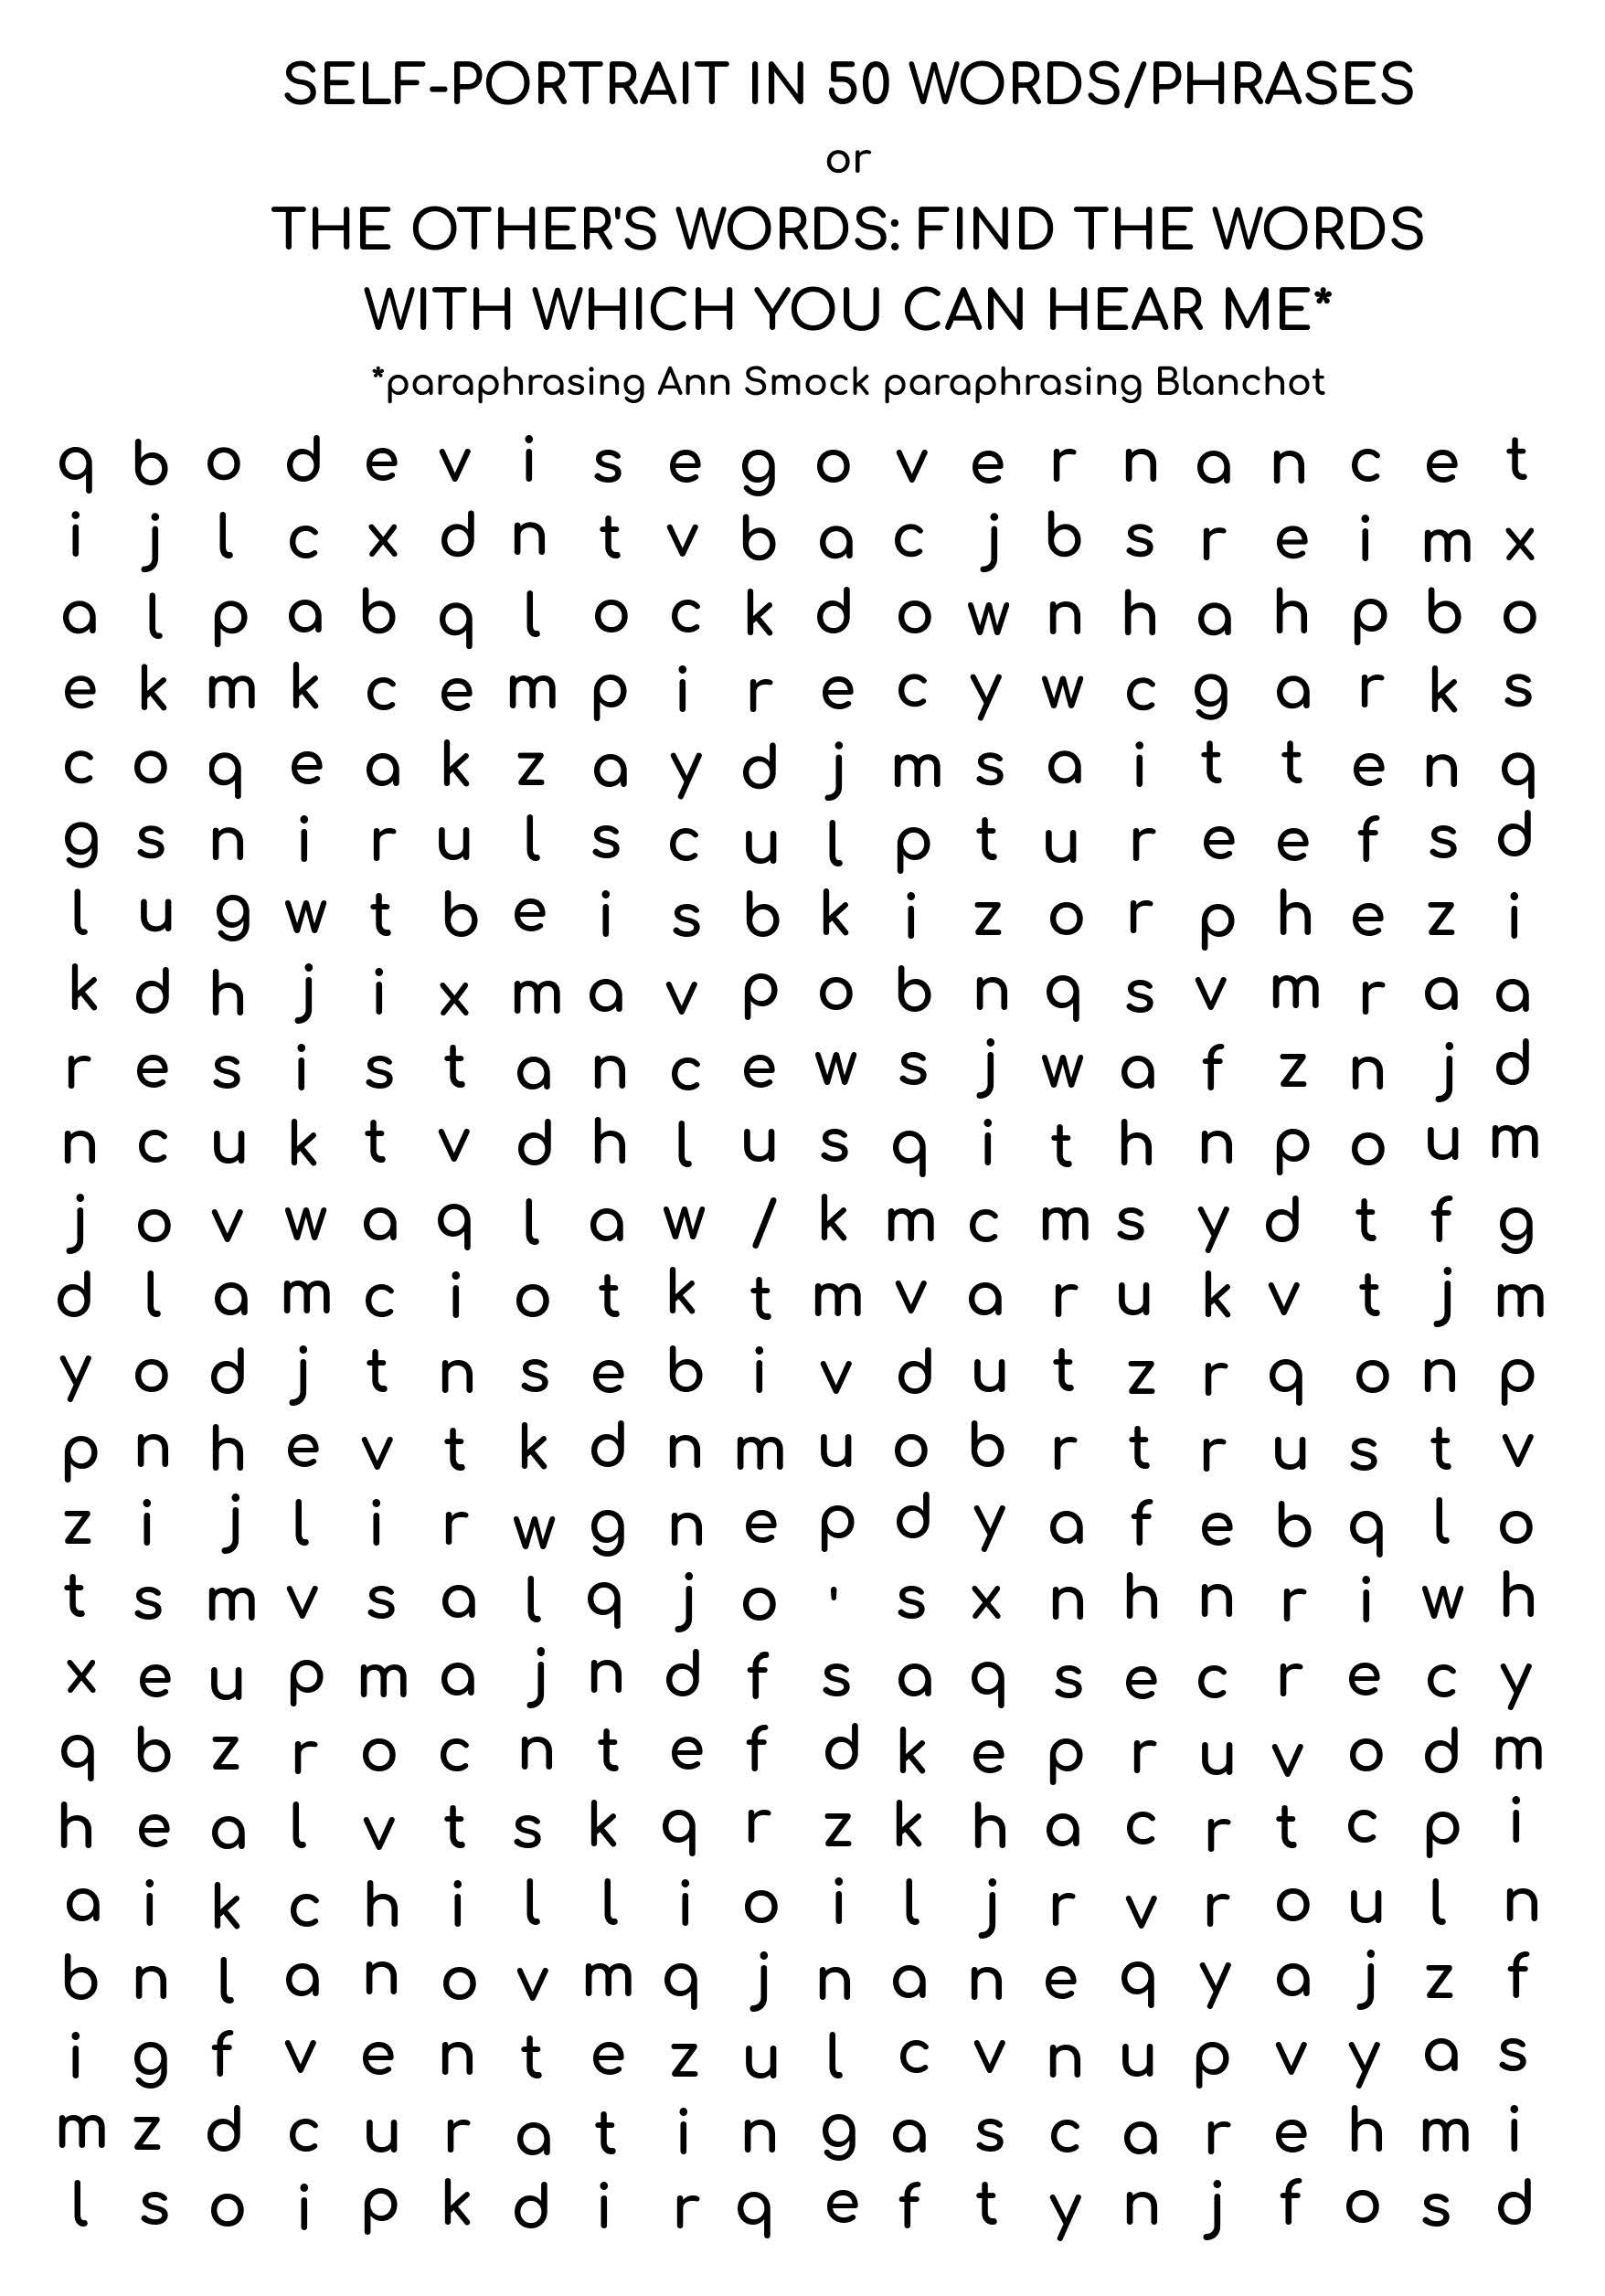 SELF-PORTRAIT IN 50 WORDS/PHRASES
or
THE OTHER'S WORDS: FIND THE WORDS
WITH WHICH YOU CAN HEAR ME*
*paraphrasing Ann Smock paraphrasing Blanchot
q b o d e v i s e g o v e r n a n c e t
i j l c x d n t v b a c j b s r e i m x
a l p a b q l o c k d o w n h a h p b o
e k m k c e m p i r e c y w c g a r k s
c o q e a k z a y d j m s a i t t e n q
g s n i r u l s c u l p t u r e e f s d
l u g w t b e i s b k i z o r p h e z i
k d h j i x m a v p o b n q s v m r a a
r e s i s t a n c e w s j w a f z n j d
n c u k t v d h l u s q i t h n p o u m
j o v w a q l a w / k m c m s y d t f g
d l a m c i o t k t m v a r u k v t j m
y o d j t n s e b i v d u t z r q o n p
p n h e v t k d n m u o b r t r u s t v
z i j l i r w g n e p d y a f e b q l o
t s m v s a l q j o ' s x n h n r i w h
x e u p m a j n d f s a q s e c r e c y
q b z r o c n t e f d k e p r u v o d m
h e a l v t s k q r z k h a c r t c p i
a i k c h i l l i o i l j r v r o u l n
b n l a n o v m q j n a n e q y a j z f
i g f v e n t e z u l c v n u p v y a s
m z d c u r a t i n g a s c a r e h m i
l s o i p k d i r q e f t y n j f o s d